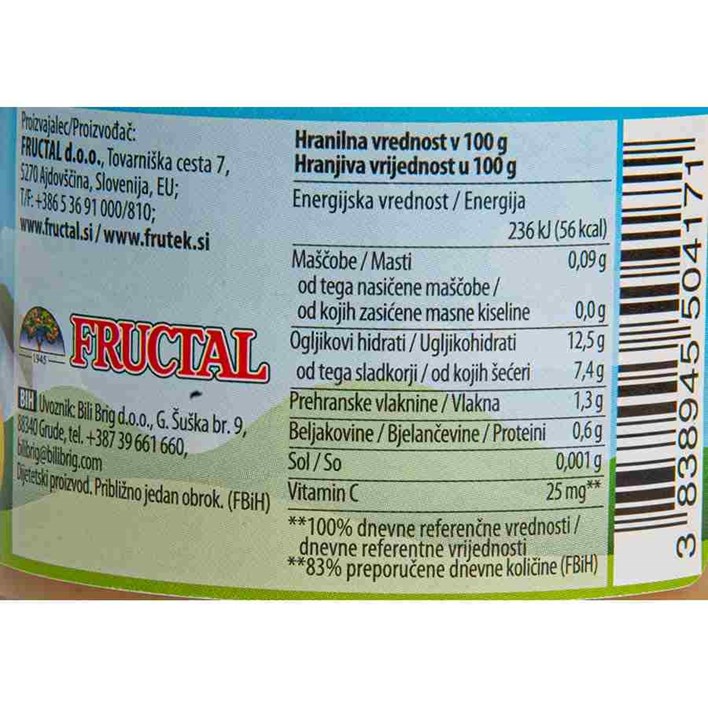 Proizvajalec/Proizvođač:
FRUCTAL d.o.o., Tovarniška cesta 7,
5270 Ajdovščina, Slovenija, EU;
T/F: +386 5 36 91 000/810;
www.fructal.si / www.frutek.si
1945
FRUCTAL
BIH Uvoznik: Bili Brig d.o.o., G. Šuška br. 9,
88340 Grude, tel. +387 39 661 660,
bilibrig@bilibrig.com
Dijetetski proizvod. Približno jedan obrok. (FBiH)
Hranilna vrednost v 100 g
Hranjiva vrijednost u 100 g
Energijska vrednost / Energija
236 kJ (56 kcal)
Maščobe / Masti 0,09 g
od tega nasičene maščobe /
od kojih zasićene masne kiseline 0,0 g
Ogljikovi hidrati / Ugljikohidrati 12,5 g
od tega sladkorji / od kojih šećeri 7,4 g
Prehranske vlaknine / Vlakna 1,3 g
Beljakovine / Bjelančevine / Proteini 0,6 g
Sol / So 0,001 g
Vitamin C 25 mg**
**100% dnevne referenčne vrednosti /
dnevne referentne vrijednosti
**83% preporučene dnevne količine (FBiH)
3 838945 504171